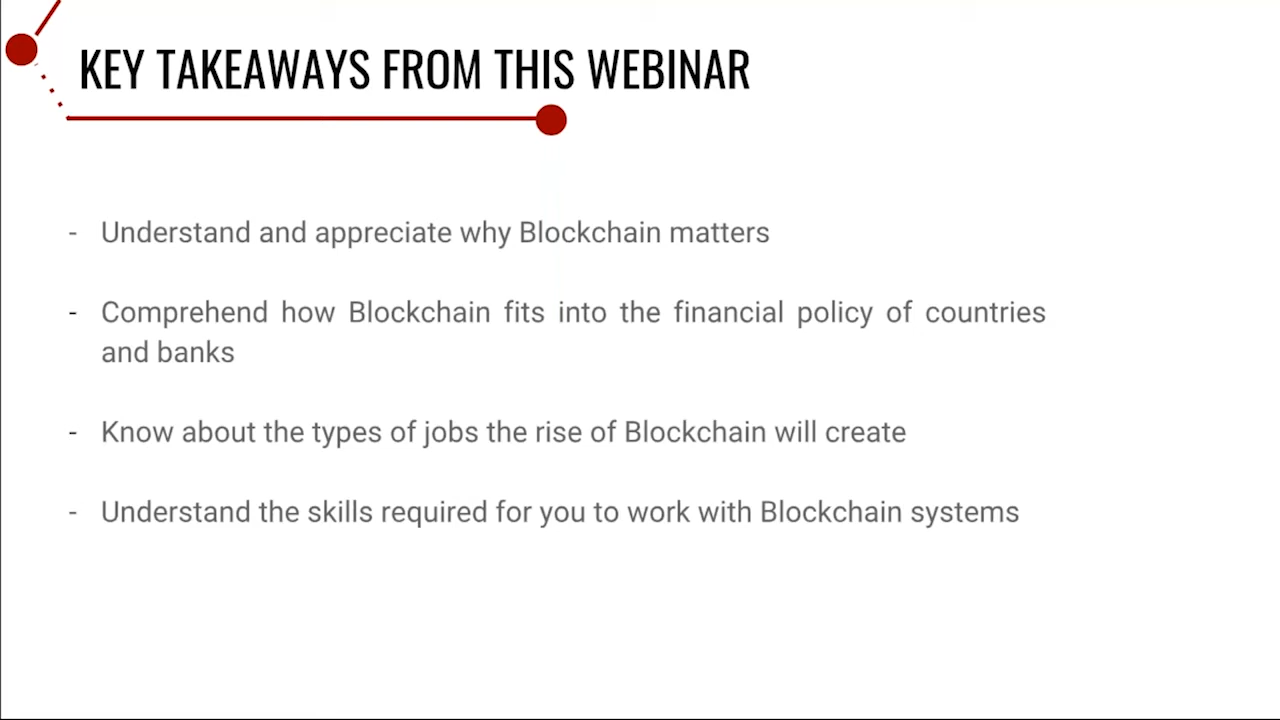 KEY TAKEAWAYS FROM THIS WEBINAR
- Understand and appreciate why Blockchain matters
- Comprehend how Blockchain fits into the financial policy of countries
and banks
- Know about the types of jobs the rise of Blockchain will create
- Understand the skills required for you to work with Blockchain systems